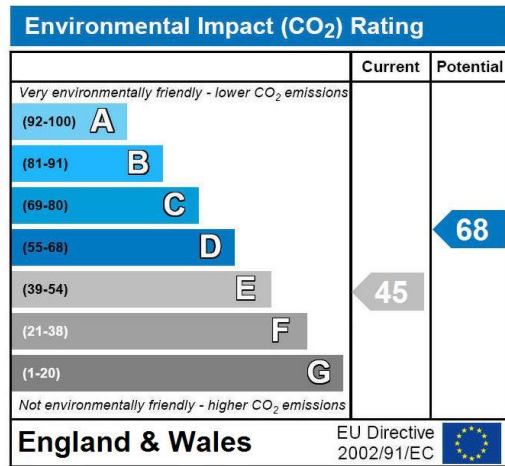 Environmental Impact (CO₂) Rating
Current Potential
Very environmentally friendly - lower CO₂ emissions
(92-100) A
(81-91) B
(69-80) C
(55-68) D
68
(39-54) E
45
(21-38) F
(1-20) G
Not environmentally friendly - higher CO₂ emissions
England & Wales
EU Directive
2002/91/EC